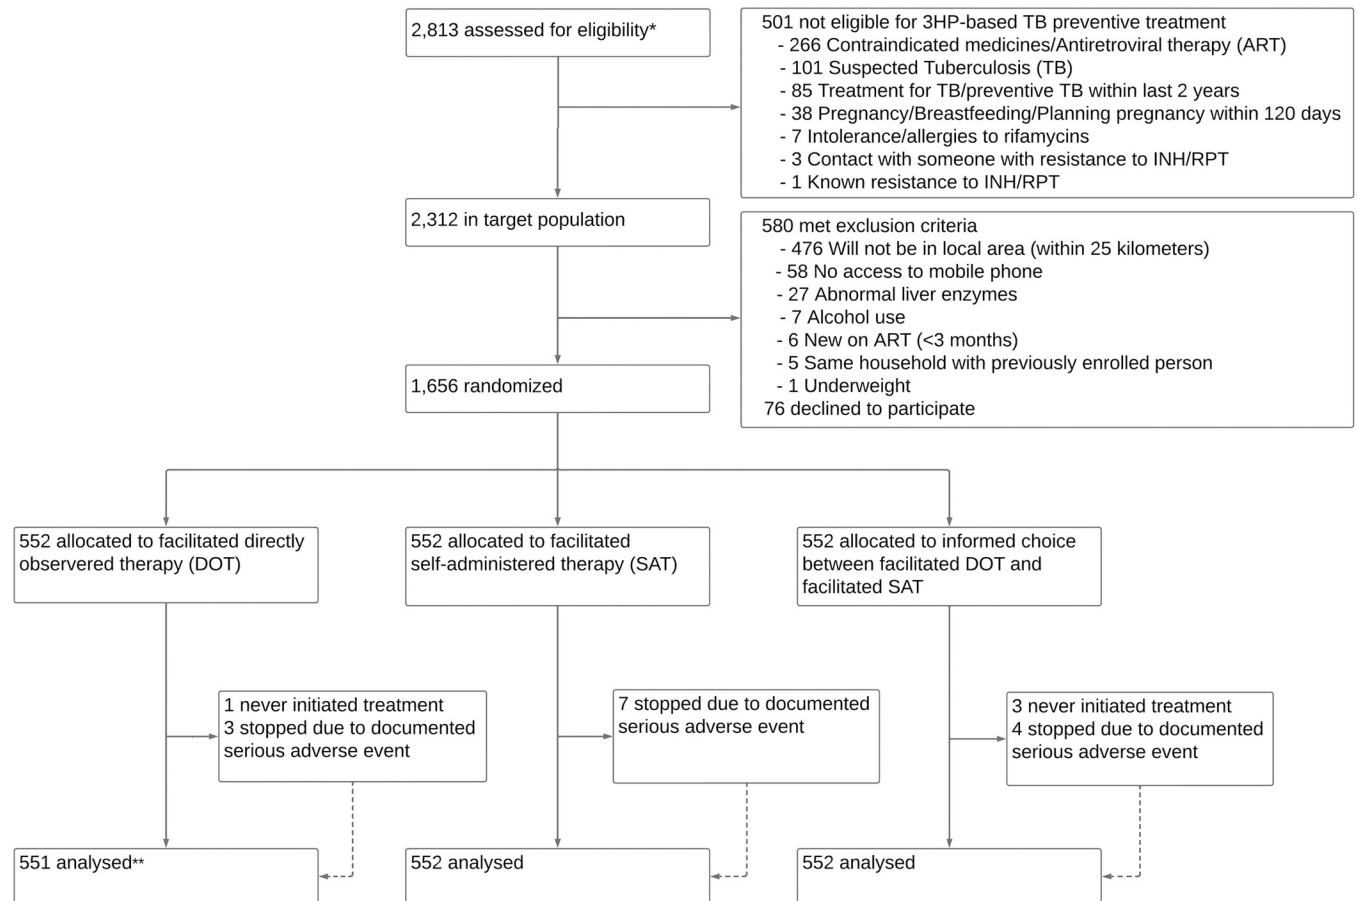 2,813 assessed for eligibility*
501 not eligible for 3HP-based TB preventive treatment
- 266 Contraindicated medicines/Antiretroviral therapy (ART)
- 101 Suspected Tuberculosis (TB)
- 85 Treatment for TB/preventive TB within last 2 years
- 38 Pregnancy/Breastfeeding/Planning pregnancy within 120 days
- 7 Intolerance/allergies to rifamycins
- 3 Contact with someone with resistance to INH/RPT
- 1 Known resistance to INH/RPT
2,312 in target population
580 met exclusion criteria
- 476 Will not be in local area (within 25 kilometers)
- 58 No access to mobile phone
- 27 Abnormal liver enzymes
- 7 Alcohol use
- 6 New on ART (<3 months)
- 5 Same household with previously enrolled person
- 1 Underweight
76 declined to participate
1,656 randomized
552 allocated to facilitated directly
observered therapy (DOT)
552 allocated to facilitated
self-administered therapy (SAT)
552 allocated to informed choice
between facilitated DOT and
facilitated SAT
1 never initiated treatment
3 stopped due to documented
serious adverse event
7 stopped due to documented
serious adverse event
3 never initiated treatment
4 stopped due to documented
serious adverse event
551 analysed**
552 analysed
552 analysed